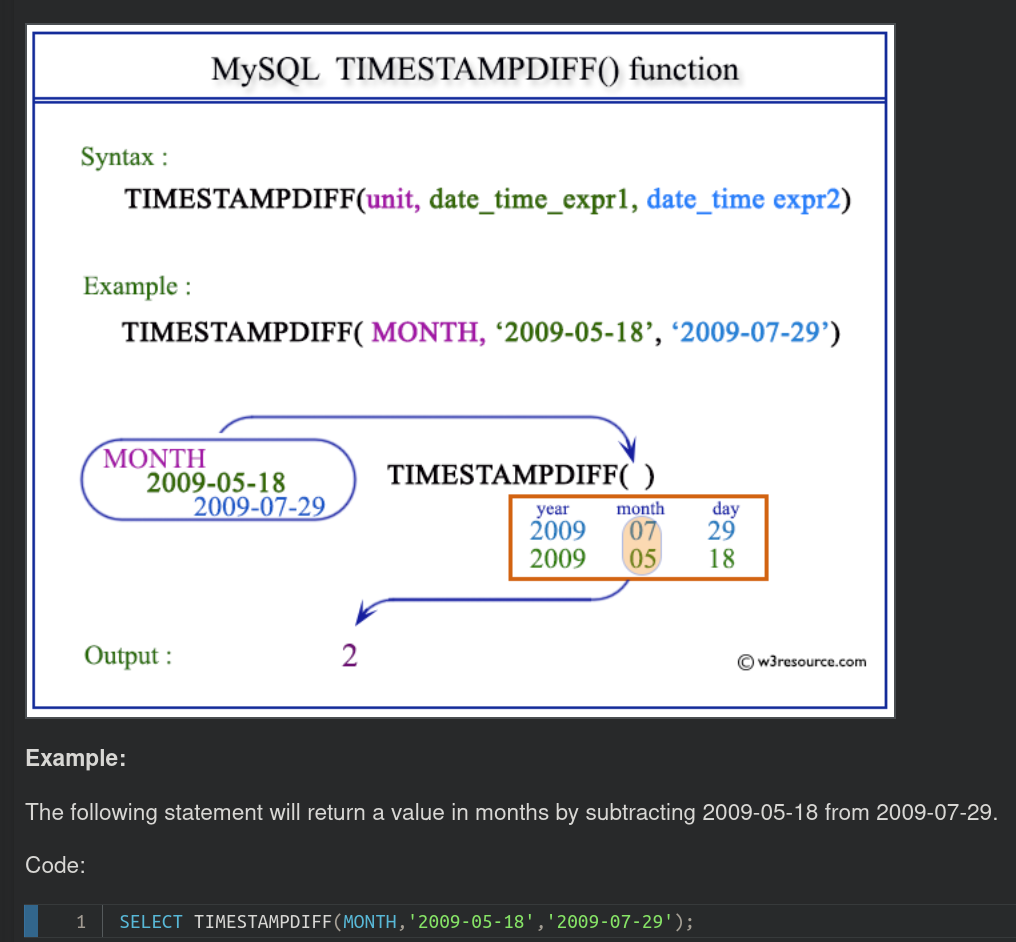 MySQL TIMESTAMPDIFF() function
Syntax :
TIMESTAMPDIFF(unit, date_time_expr1, date_time expr2)
Example :
TIMESTAMPDIFF( MONTH, ‘2009-05-18’, ‘2009-07-29’)
MONTH
2009-05-18
2009-07-29
TIMESTAMPDIFF( )
year month day
2009 07 29
2009 05 18
Output : 2
© w3resource.com
Example:
The following statement will return a value in months by subtracting 2009-05-18 from 2009-07-29.
Code:
1 SELECT TIMESTAMPDIFF(MONTH,'2009-05-18','2009-07-29');